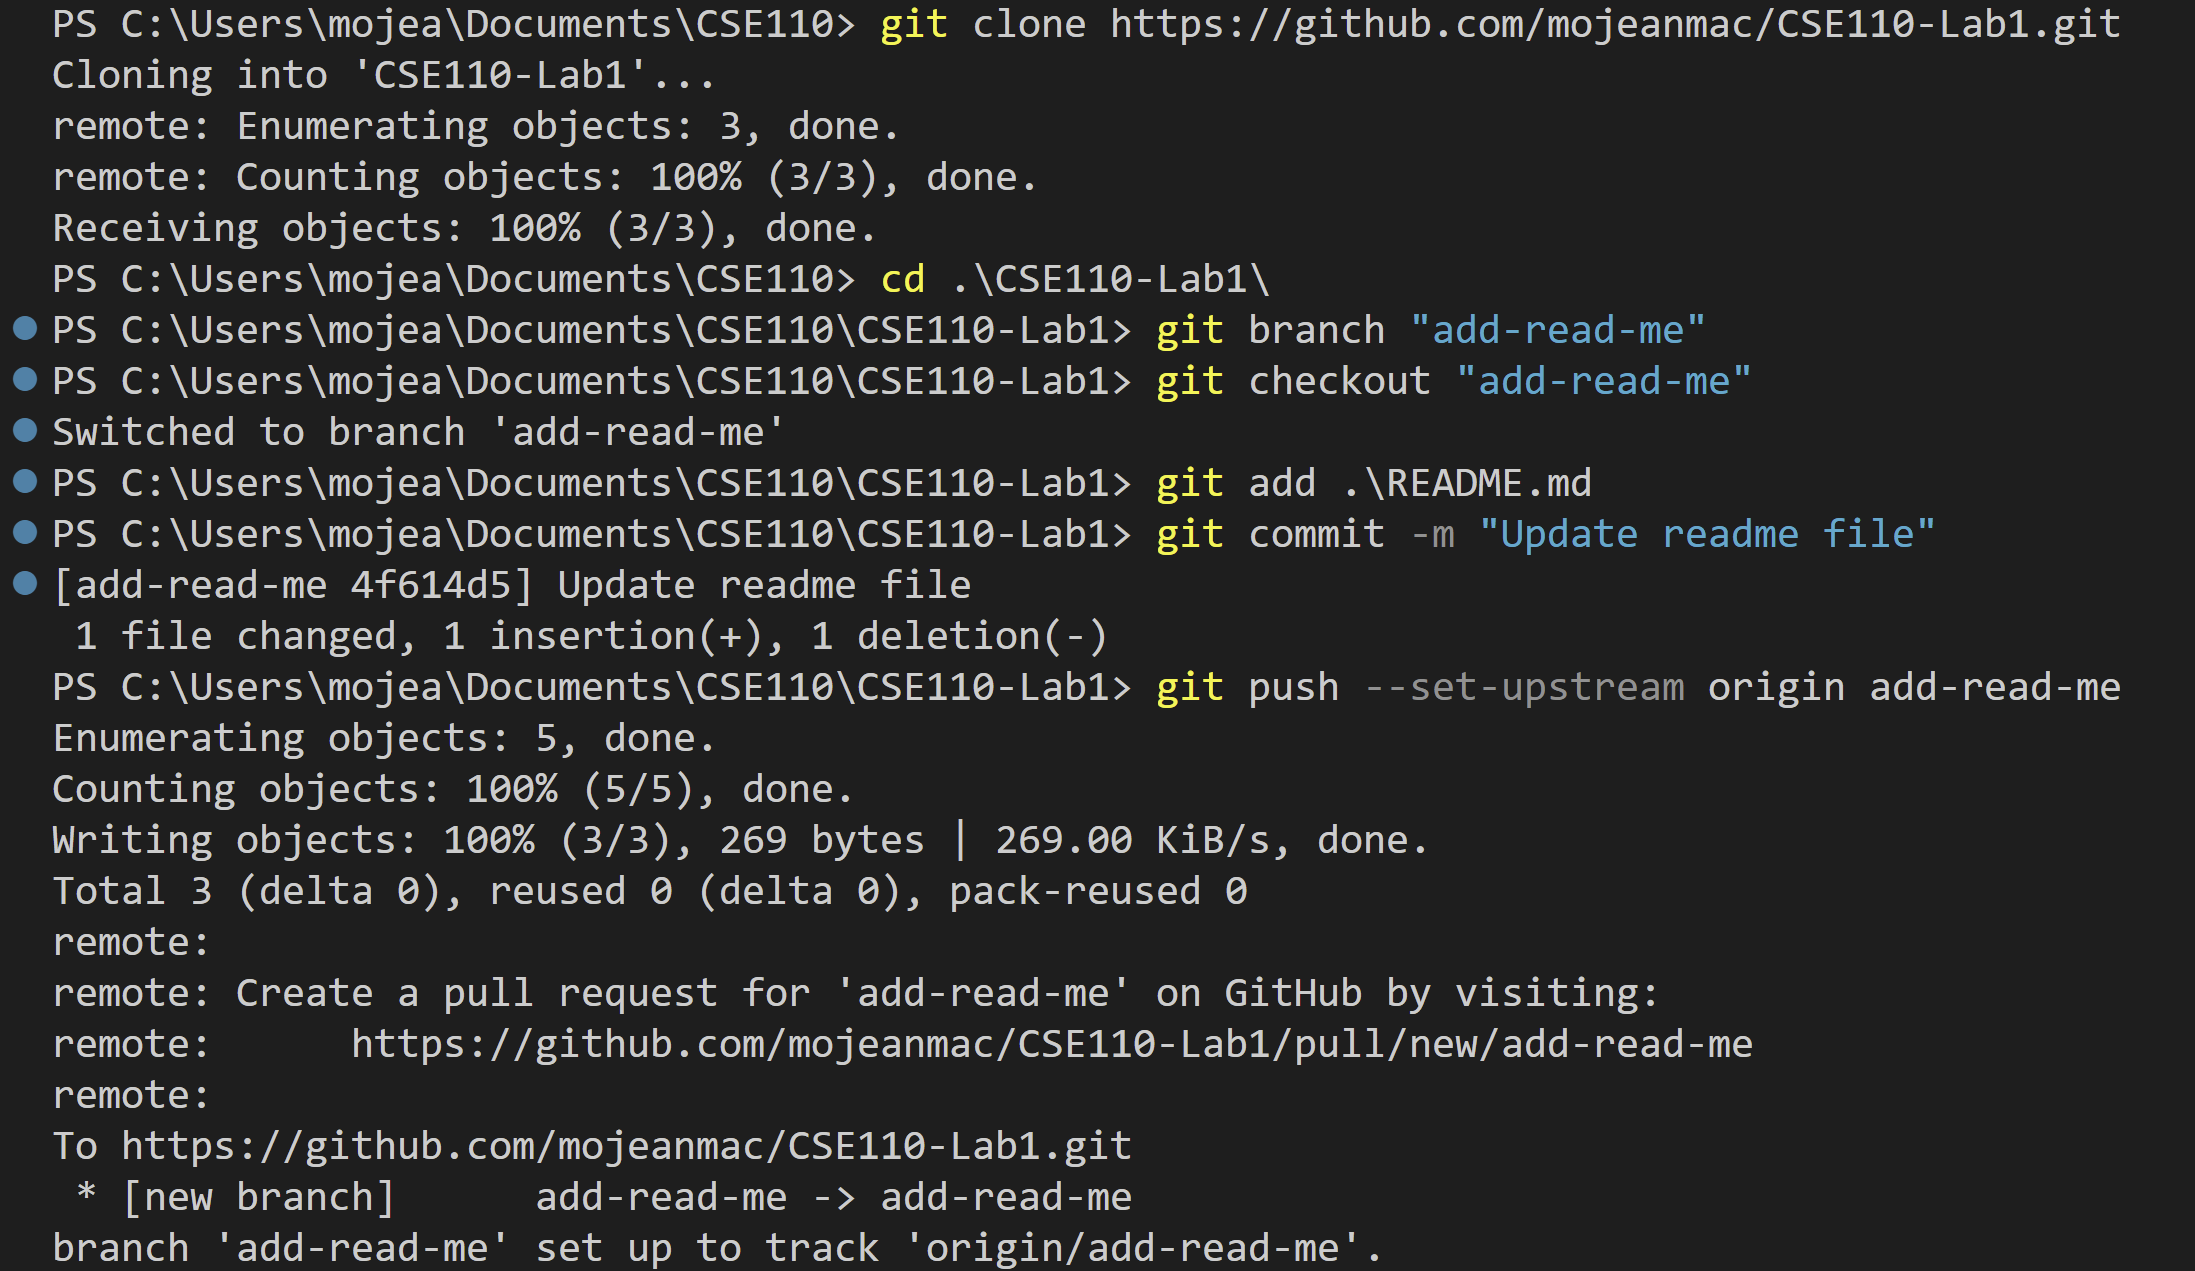 PS C:\Users\mojea\Documents\CSE110> git clone https://github.com/mojeanmac/CSE110-Lab1.git
Cloning into 'CSE110-Lab1'...
remote: Enumerating objects: 3, done.
remote: Counting objects: 100% (3/3), done.
Receiving objects: 100% (3/3), done.
PS C:\Users\mojea\Documents\CSE110> cd .\CSE110-Lab1\
PS C:\Users\mojea\Documents\CSE110\CSE110-Lab1> git branch "add-read-me"
PS C:\Users\mojea\Documents\CSE110\CSE110-Lab1> git checkout "add-read-me"
Switched to branch 'add-read-me'
PS C:\Users\mojea\Documents\CSE110\CSE110-Lab1> git add .\README.md
PS C:\Users\mojea\Documents\CSE110\CSE110-Lab1> git commit -m "Update readme file"
[add-read-me 4f614d5] Update readme file
 1 file changed, 1 insertion(+), 1 deletion(-)
PS C:\Users\mojea\Documents\CSE110\CSE110-Lab1> git push --set-upstream origin add-read-me
Enumerating objects: 5, done.
Counting objects: 100% (5/5), done.
Writing objects: 100% (3/3), 269 bytes | 269.00 KiB/s, done.
Total 3 (delta 0), reused 0 (delta 0), pack-reused 0
remote:
remote: Create a pull request for 'add-read-me' on GitHub by visiting:
remote:      https://github.com/mojeanmac/CSE110-Lab1/pull/new/add-read-me
remote:
To https://github.com/mojeanmac/CSE110-Lab1.git
 * [new branch]      add-read-me -> add-read-me
branch 'add-read-me' set up to track 'origin/add-read-me'.